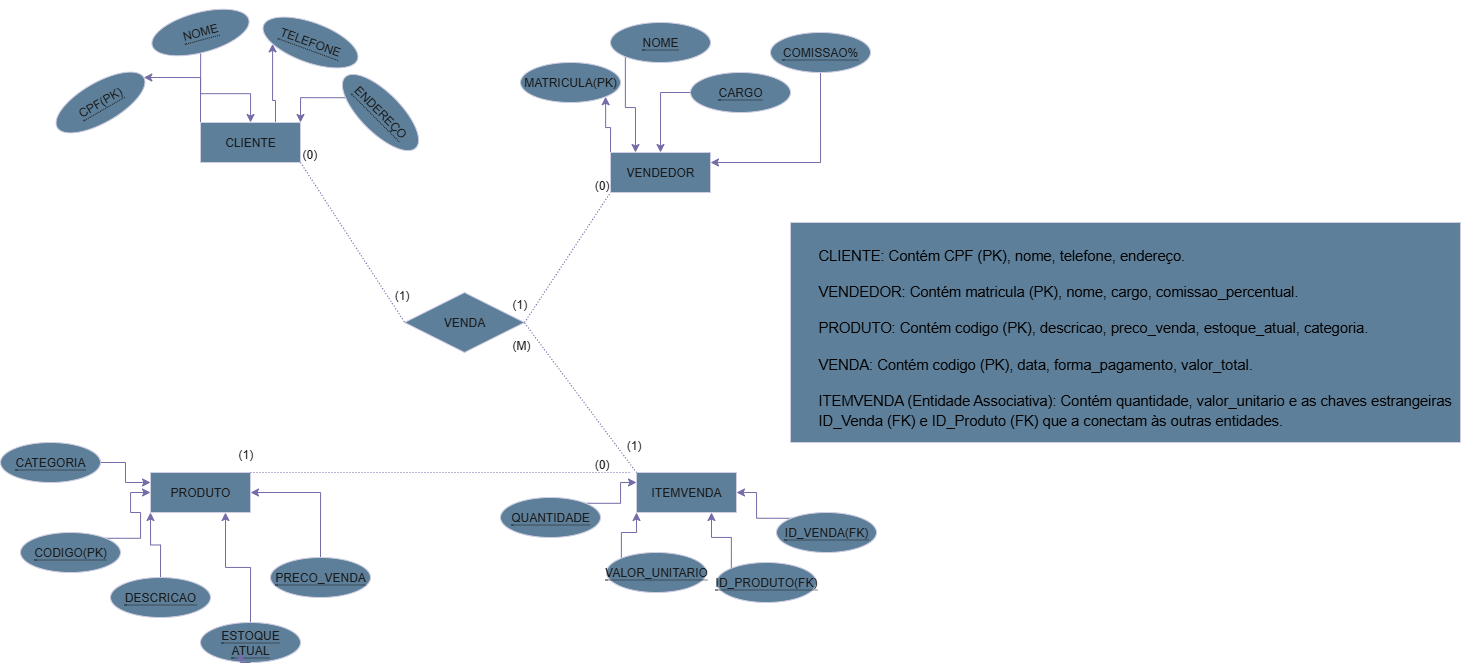 NOME
TELEFONE
CPF(PK)
ENDEREÇO
CLIENTE
(0)
NOME
COMISSAO%
MATRICULA(PK)
CARGO
VENDEDOR
(0)
(1)
(1)
VENDA
(M)
CLIENTE: Contém CPF (PK), nome, telefone, endereço.
VENDEDOR: Contém matricula (PK), nome, cargo, comissao_percentual.
PRODUTO: Contém codigo (PK), descricao, preco_venda, estoque_atual, categoria.
VENDA: Contém codigo (PK), data, forma_pagamento, valor_total.
ITEMVENDA (Entidade Associativa): Contém quantidade, valor_unitario e as chaves estrangeiras
ID_Venda (FK) e ID_Produto (FK) que a conectam às outras entidades.
(1)
(0)
(1)
CATEGORIA
PRODUTO
CODIGO(PK)
DESCRICAO
PRECO_VENDA
ESTOQUE
ATUAL
ITEMVENDA
QUANTIDADE
ID_VENDA(FK)
VALOR_UNITARIO
ID_PRODUTO(FK)